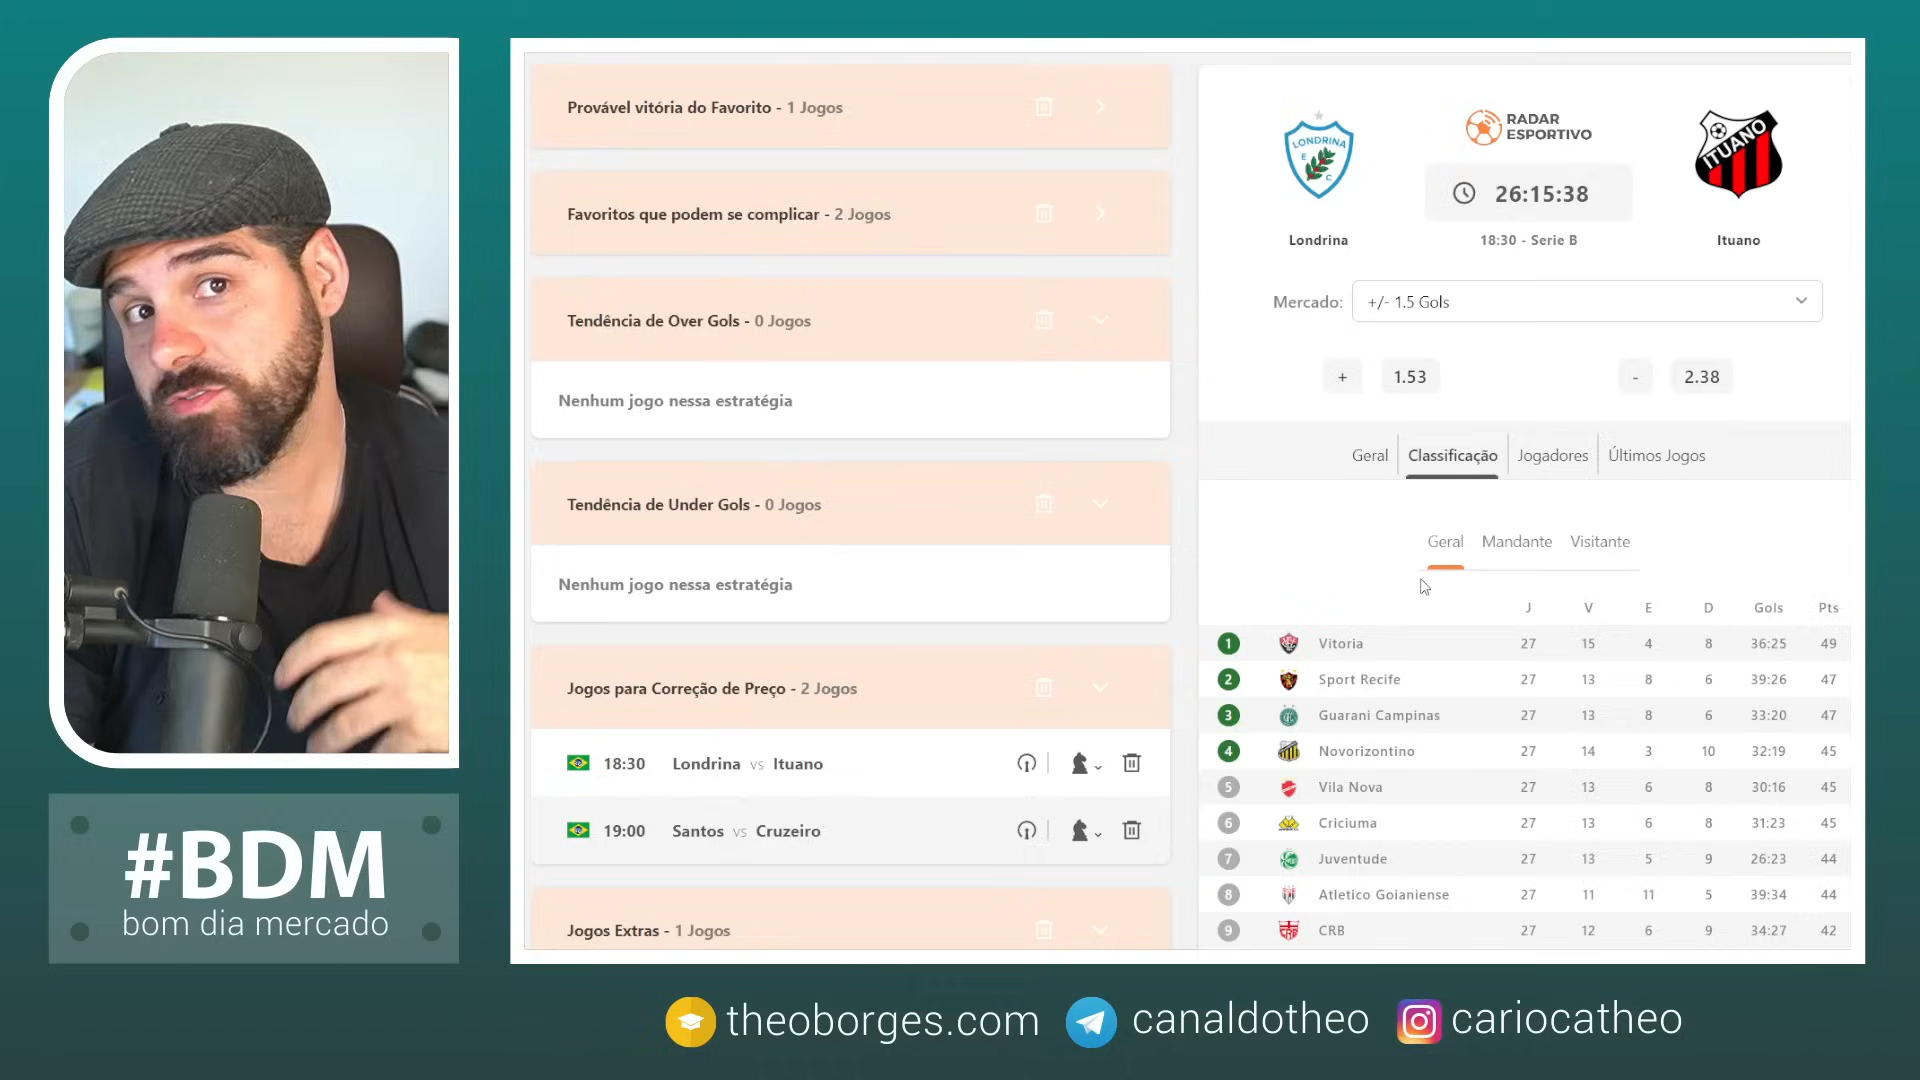 Provável vitória do Favorito - 1 Jogos
Favoritos que podem se complicar - 2 Jogos
Tendência de Over Gols - 0 Jogos
Nenhum jogo nessa estratégia
Tendência de Under Gols - 0 Jogos
Nenhum jogo nessa estratégia
Jogos para Correção de Preço - 2 Jogos
18:30 Londrina vs Ituano
19:00 Santos vs Cruzeiro
Jogos Extras - 1 Jogos
LONDRINA
E C
RADAR
ESPORTIVO
ITUANO
26:15:38
Londrina
18:30 - Serie B
Ituano
Mercado: +/- 1.5 Gols
+ 1.53 - 2.38
Geral Classificação Jogadores Últimos Jogos
Geral Mandante Visitante
J V E D Gols Pts
1 Vitoria 27 15 4 8 36:25 49
2 Sport Recife 27 13 8 6 39:26 47
3 Guarani Campinas 27 13 8 6 33:20 47
4 Novorizontino 27 14 3 10 32:19 45
5 Vila Nova 27 13 6 8 30:16 45
6 Criciuma 27 13 6 8 31:23 45
7 Juventude 27 13 5 9 26:23 44
8 Atletico Goianiense 27 11 11 5 39:34 44
9 CRB 27 12 6 9 34:27 42
#BDM
bom dia mercado
theoborges.com canaldotheo cariocatheo